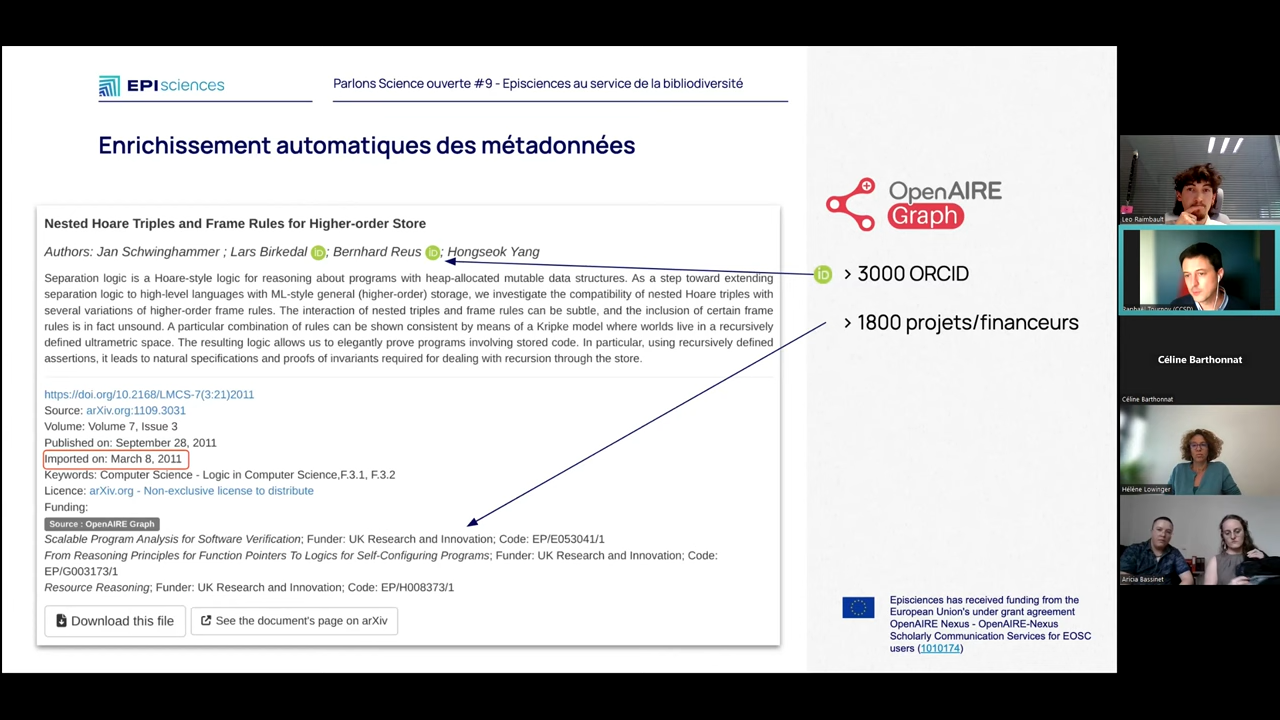 EPIsciences
Parlons Science ouverte #9 - Episciences au service de la bibliodiversité
Enrichissement automatiques des métadonnées
Nested Hoare Triples and Frame Rules for Higher-order Store
Authors: Jan Schwinghammer ; Lars Birkedal iD; Bernhard Reus iD; Hongseok Yang
Separation logic is a Hoare-style logic for reasoning about programs with heap-allocated mutable data structures. As a step toward extending
separation logic to high-level languages with ML-style general (higher-order) storage, we investigate the compatibility of nested Hoare triples with
several variations of higher-order frame rules. The interaction of nested triples and frame rules can be subtle, and the inclusion of certain frame
rules is in fact unsound. A particular combination of rules can be shown consistent by means of a Kripke model where worlds live in a recursively
defined ultrametric space. The resulting logic allows us to elegantly prove programs involving stored code. In particular, using recursively defined
assertions, it leads to natural specifications and proofs of invariants required for dealing with recursion through the store.
https://doi.org/10.2168/LMCS-7(3:21)2011
Source: arXiv.org:1109.3031
Volume: Volume 7, Issue 3
Published on: September 28, 2011
Imported on: March 8, 2011
Keywords: Computer Science - Logic in Computer Science,F.3.1, F.3.2
Licence: arXiv.org - Non-exclusive license to distribute
Funding:
Source : OpenAIRE Graph
Scalable Program Analysis for Software Verification; Funder: UK Research and Innovation; Code: EP/E053041/1
From Reasoning Principles for Function Pointers To Logics for Self-Configuring Programs; Funder: UK Research and Innovation; Code:
EP/G003173/1
Resource Reasoning; Funder: UK Research and Innovation; Code: EP/H008373/1
Download this file
See the document's page on arXiv
OpenAIRE
Graph
iD > 3000 ORCID
> 1800 projets/financeurs
Episciences has received funding from the
European Union's under grant agreement
OpenAIRE Nexus - OpenAIRE-Nexus
Scholarly Communication Services for EOSC
users (1010174)
Leo Raimbault
Céline Barthonnat
Céline Barthonnat
Hélène Lowinger
Aricia Bassinet